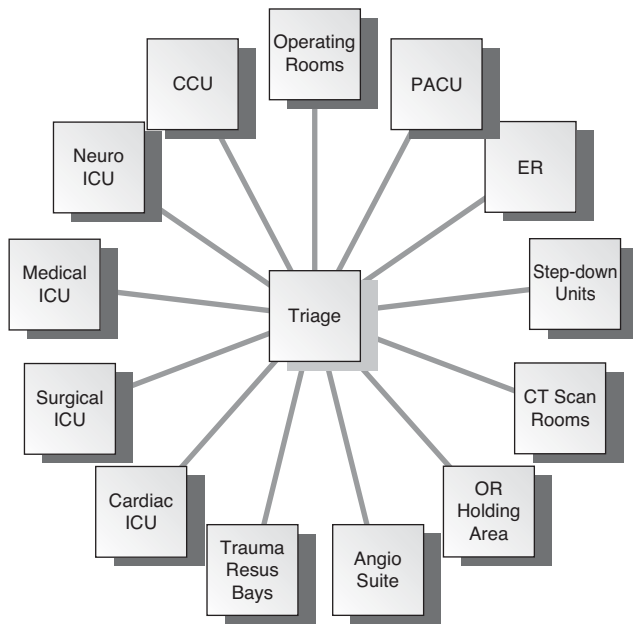 Operating
Rooms
PACU
CCU
ER
Neuro
ICU
Step-down
Units
Medical
ICU
Triage
CT Scan
Rooms
Surgical
ICU
OR
Holding
Area
Cardiac
ICU
Angio
Suite
Trauma
Resus
Bays